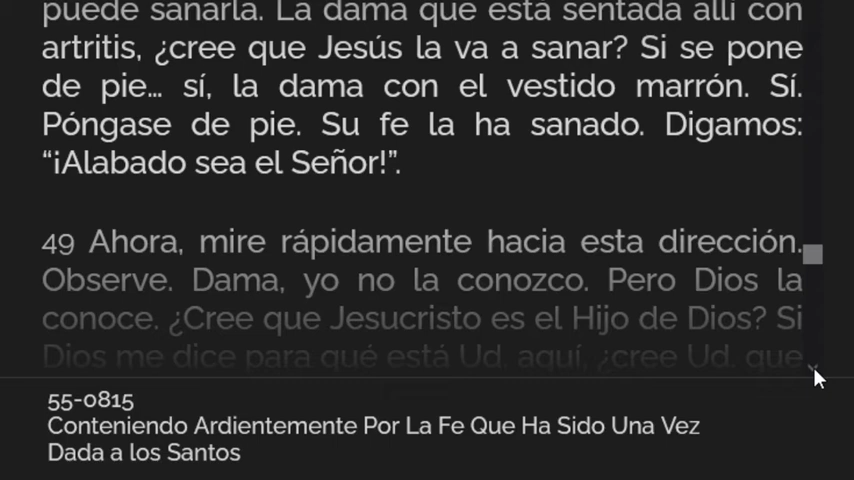 puede sanarla. La dama que está sentada allí con
artritis, ¿cree que Jesús la va a sanar? Si se pone
de pie… sí, la dama con el vestido marrón. Sí.
Póngase de pie. Su fe la ha sanado. Digamos:
“¡Alabado sea el Señor!”.
49 Ahora, mire rápidamente hacia esta dirección.
Observe. Dama, yo no la conozco. Pero Dios la
conoce. ¿Cree que Jesucristo es el Hijo de Dios? Si
Dios me dice para qué está Ud. aquí, ¿cree Ud. que
55-0815
Conteniendo Ardientemente Por La Fe Que Ha Sido Una Vez
Dada a los Santos